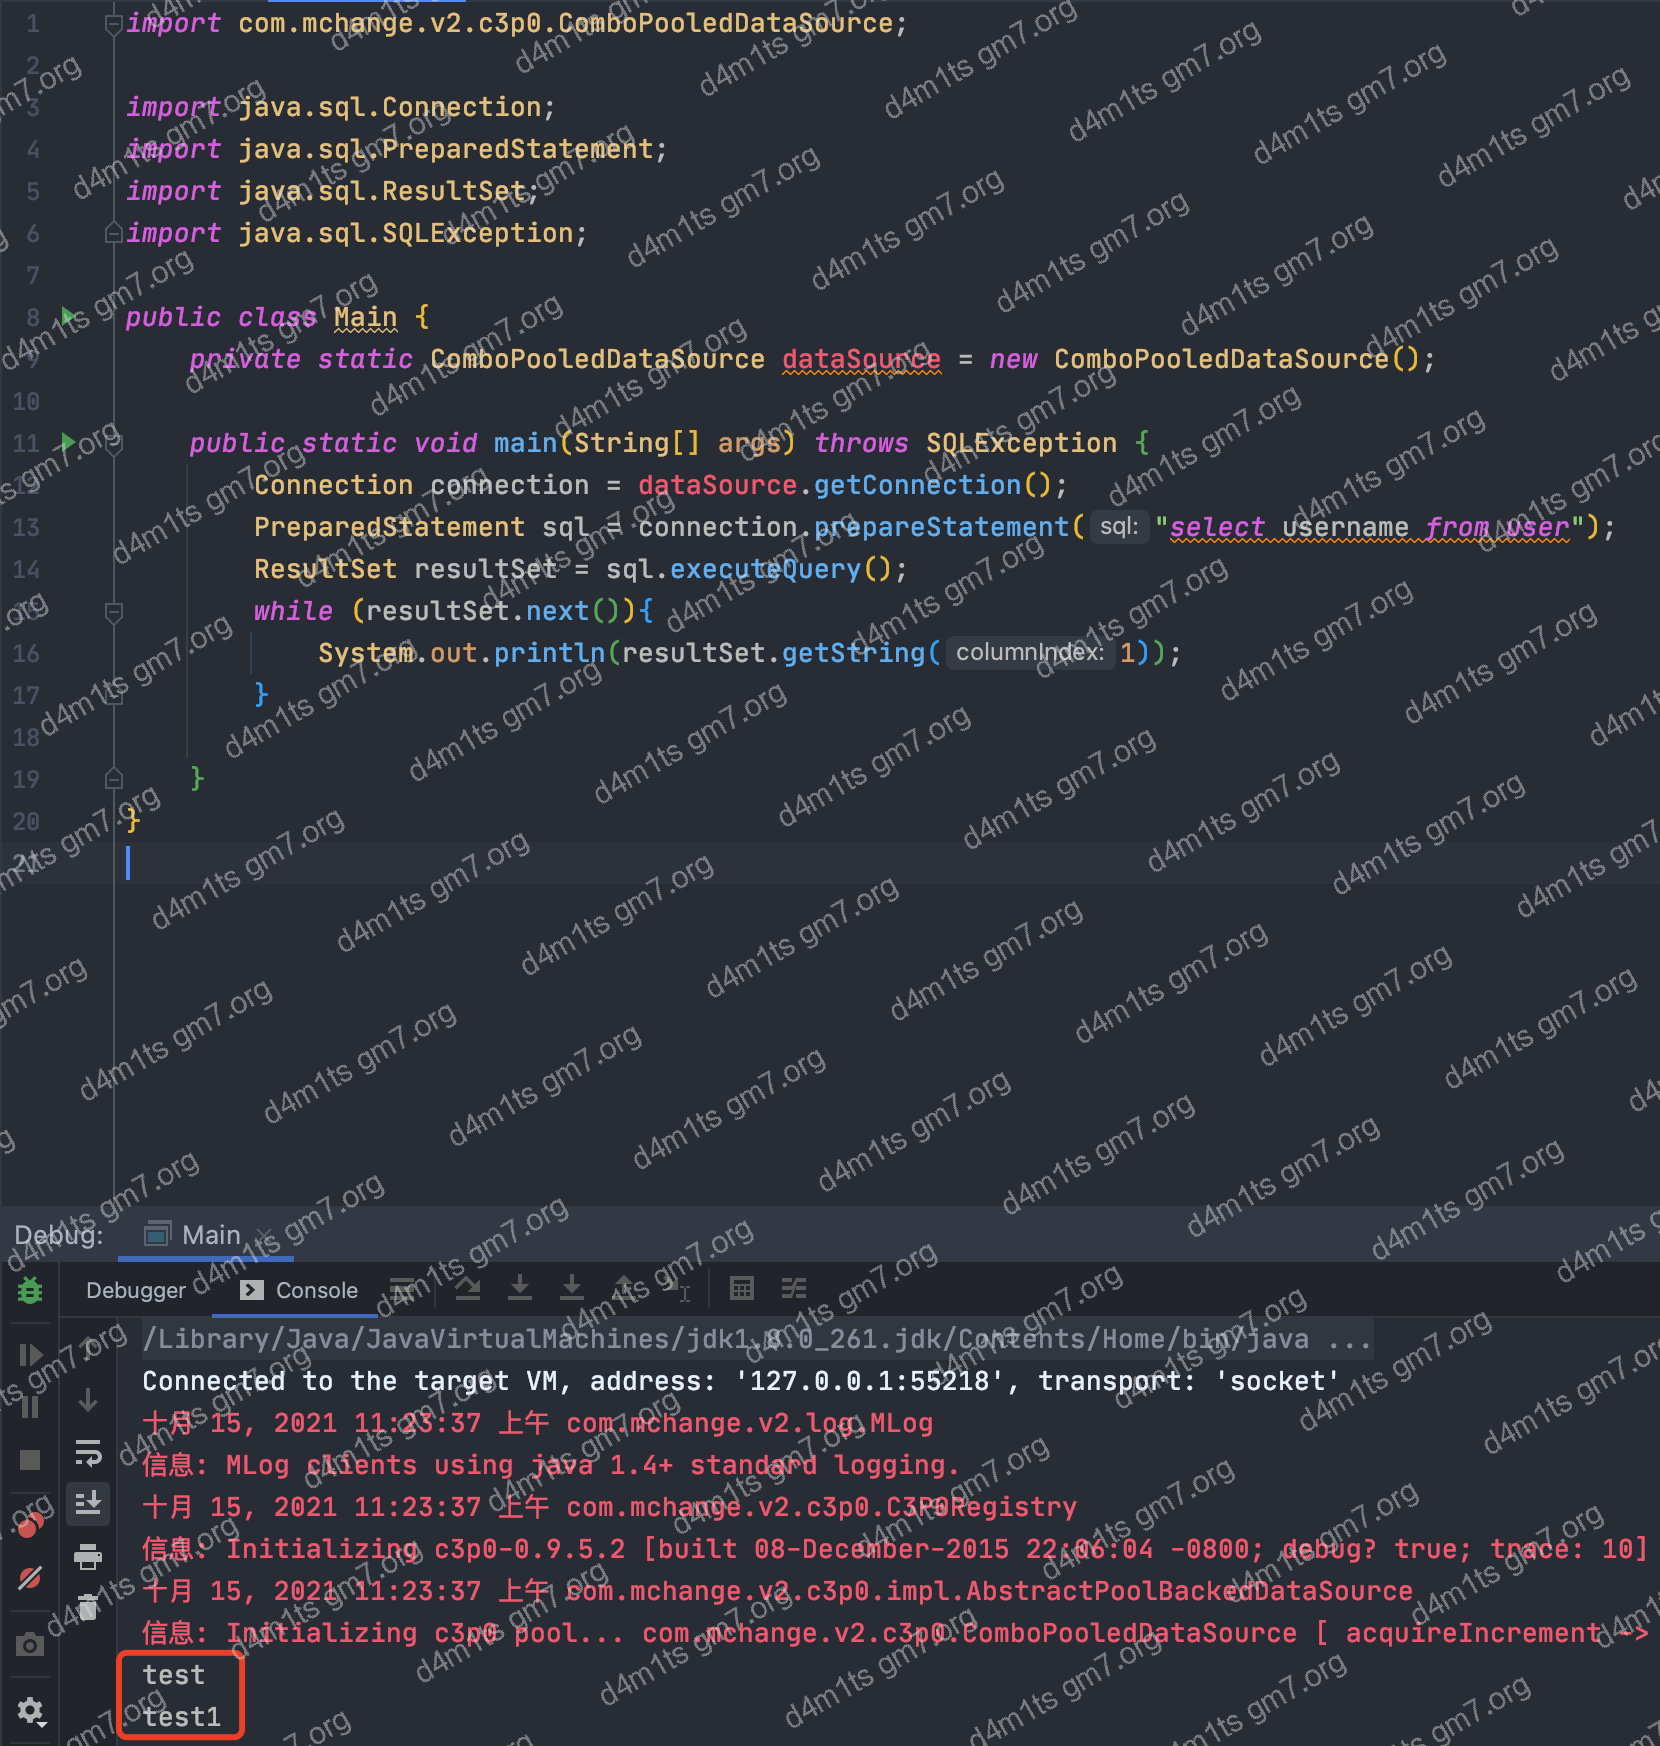 1 import com.mchange.v2.c3p0.ComboPooledDataSource;
2
3 import java.sql.Connection;
4 import java.sql.PreparedStatement;
5 import java.sql.ResultSet;
6 import java.sql.SQLException;
7
8 public class Main {
9 private static ComboPooledDataSource dataSource = new ComboPooledDataSource();
10
11 public static void main(String[] args) throws SQLException {
12 Connection connection = dataSource.getConnection();
13 PreparedStatement sql = connection.prepareStatement( sql: "select username from user");
14 ResultSet resultSet = sql.executeQuery();
15 while (resultSet.next()){
16 System.out.println(resultSet.getString( columnIndex: 1));
17 }
18
19 }
20 }
21
Debug: Main
Debugger Console
/Library/Java/JavaVirtualMachines/jdk1.8.0_261.jdk/Contents/Home/bin/java ...
Connected to the target VM, address: '127.0.0.1:55218', transport: 'socket'
十月 15, 2021 11:23:37 上午 com.mchange.v2.log.MLog
信息: MLog clients using java 1.4+ standard logging.
十月 15, 2021 11:23:37 上午 com.mchange.v2.c3p0.C3P0Registry
信息: Initializing c3p0-0.9.5.2 [built 08-December-2015 22:06:04 -0800; debug? true; trace: 10]
十月 15, 2021 11:23:37 上午 com.mchange.v2.c3p0.impl.AbstractPoolBackedDataSource
信息: Initializing c3p0 pool... com.mchange.v2.c3p0.ComboPooledDataSource [ acquireIncrement ->
test
test1
d4m1ts gm7.org